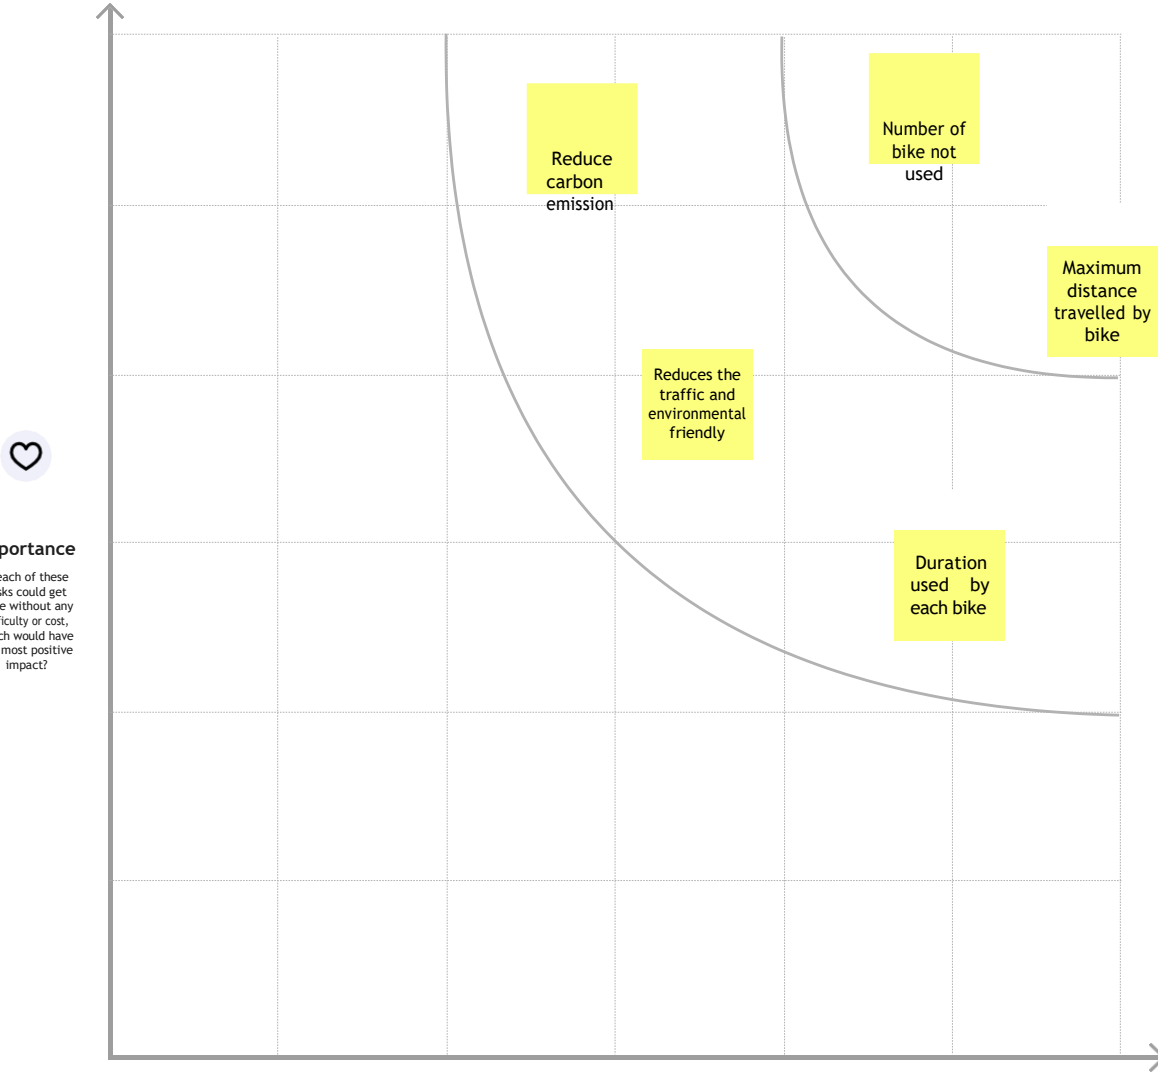 Number of
bike not
used
Reduce
carbon
emission
Maximum
distance
travelled by
bike
Reduces the
traffic and
environmental
friendly
Duration
used by
each bike
portance
each of these
sks could get
e without any
ficulty or cost,
ch would have
most positive
impact?